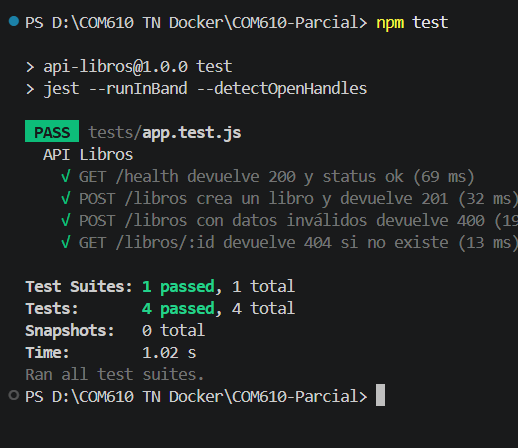 PS D:\COM610 TN Docker\COM610-Parcial> npm test
> api-libros@1.0.0 test
> jest --runInBand --detectOpenHandles
PASS tests/app.test.js
API Libros
√ GET /health devuelve 200 y status ok (69 ms)
√ POST /libros crea un libro y devuelve 201 (32 ms)
√ POST /libros con datos inválidos devuelve 400 (19
√ GET /libros/:id devuelve 404 si no existe (13 ms)
Test Suites: 1 passed, 1 total
Tests: 4 passed, 4 total
Snapshots: 0 total
Time: 1.02 s
Ran all test suites.
PS D:\COM610 TN Docker\COM610-Parcial>